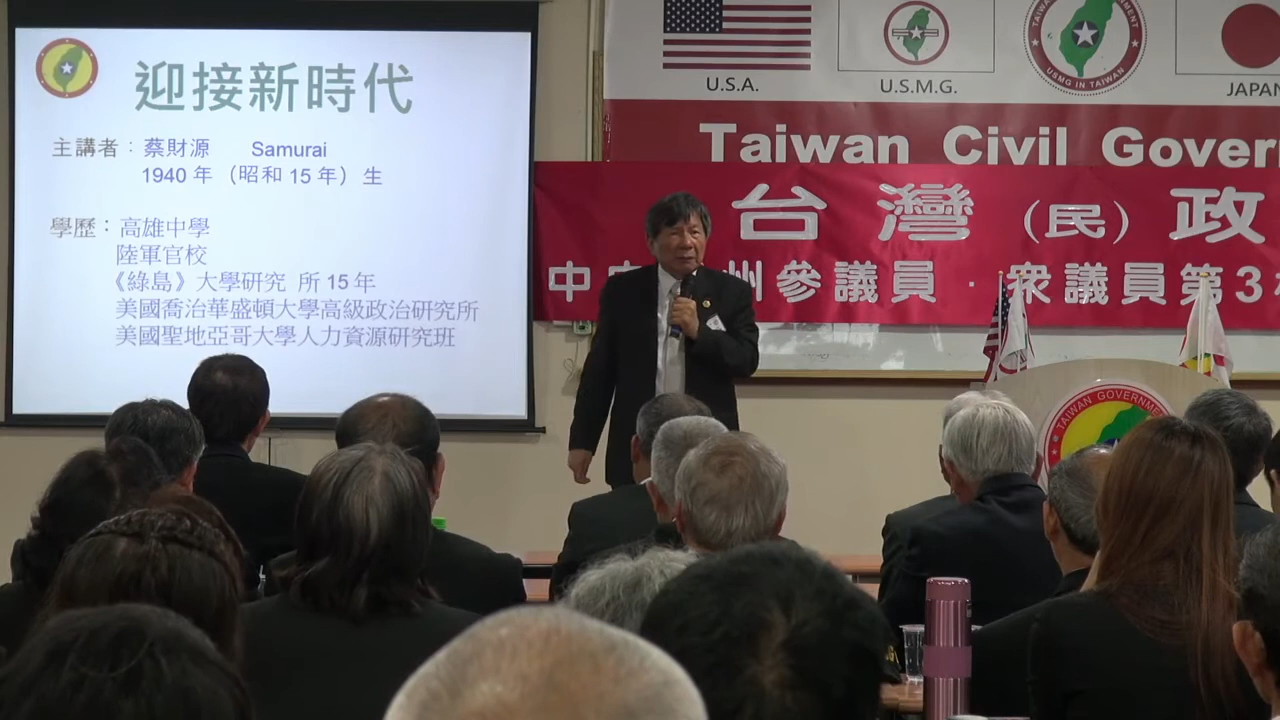 迎接新時代
主講者：蔡財源 Samurai
1940 年（昭和 15 年）生
學歷：高雄中學
陸軍官校
《綠島》大學研究 所 15 年
美國喬治華盛頓大學高級政治研究所
美國聖地亞哥大學人力資源研究班
U.S.A.
U.S.M.G.
USMG IN TAIWAN
JAPAN
Taiwan Civil Gover
台灣（民）政
中 州參議員．眾議員第3
TAIWAN GOVERNMENT